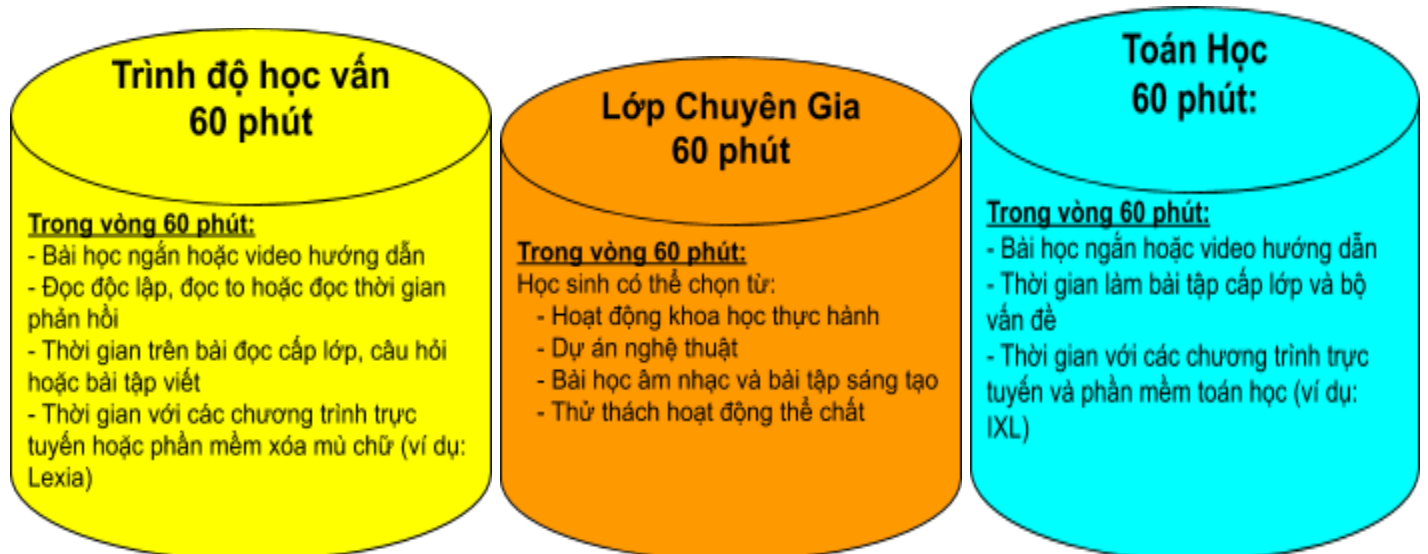 Trình độ học vấn
60 phút
Trong vòng 60 phút:
- Bài học ngắn hoặc video hướng dẫn
- Đọc độc lập, đọc to hoặc đọc thời gian
phản hồi
- Thời gian trên bài đọc cấp lớp, câu hỏi
hoặc bài tập viết
- Thời gian với các chương trình trực
tuyến hoặc phần mềm xóa mù chữ (ví dụ:
Lexia)
Lớp Chuyên Gia
60 phút
Trong vòng 60 phút:
Học sinh có thể chọn từ:
- Hoạt động khoa học thực hành
- Dự án nghệ thuật
- Bài học âm nhạc và bài tập sáng tạo
- Thử thách hoạt động thể chất
Toán Học
60 phút:
Trong vòng 60 phút:
- Bài học ngắn hoặc video hướng dẫn
- Thời gian làm bài tập cấp lớp và bộ
vấn đề
- Thời gian với các chương trình trực
tuyến và phần mềm toán học (ví dụ:
IXL)